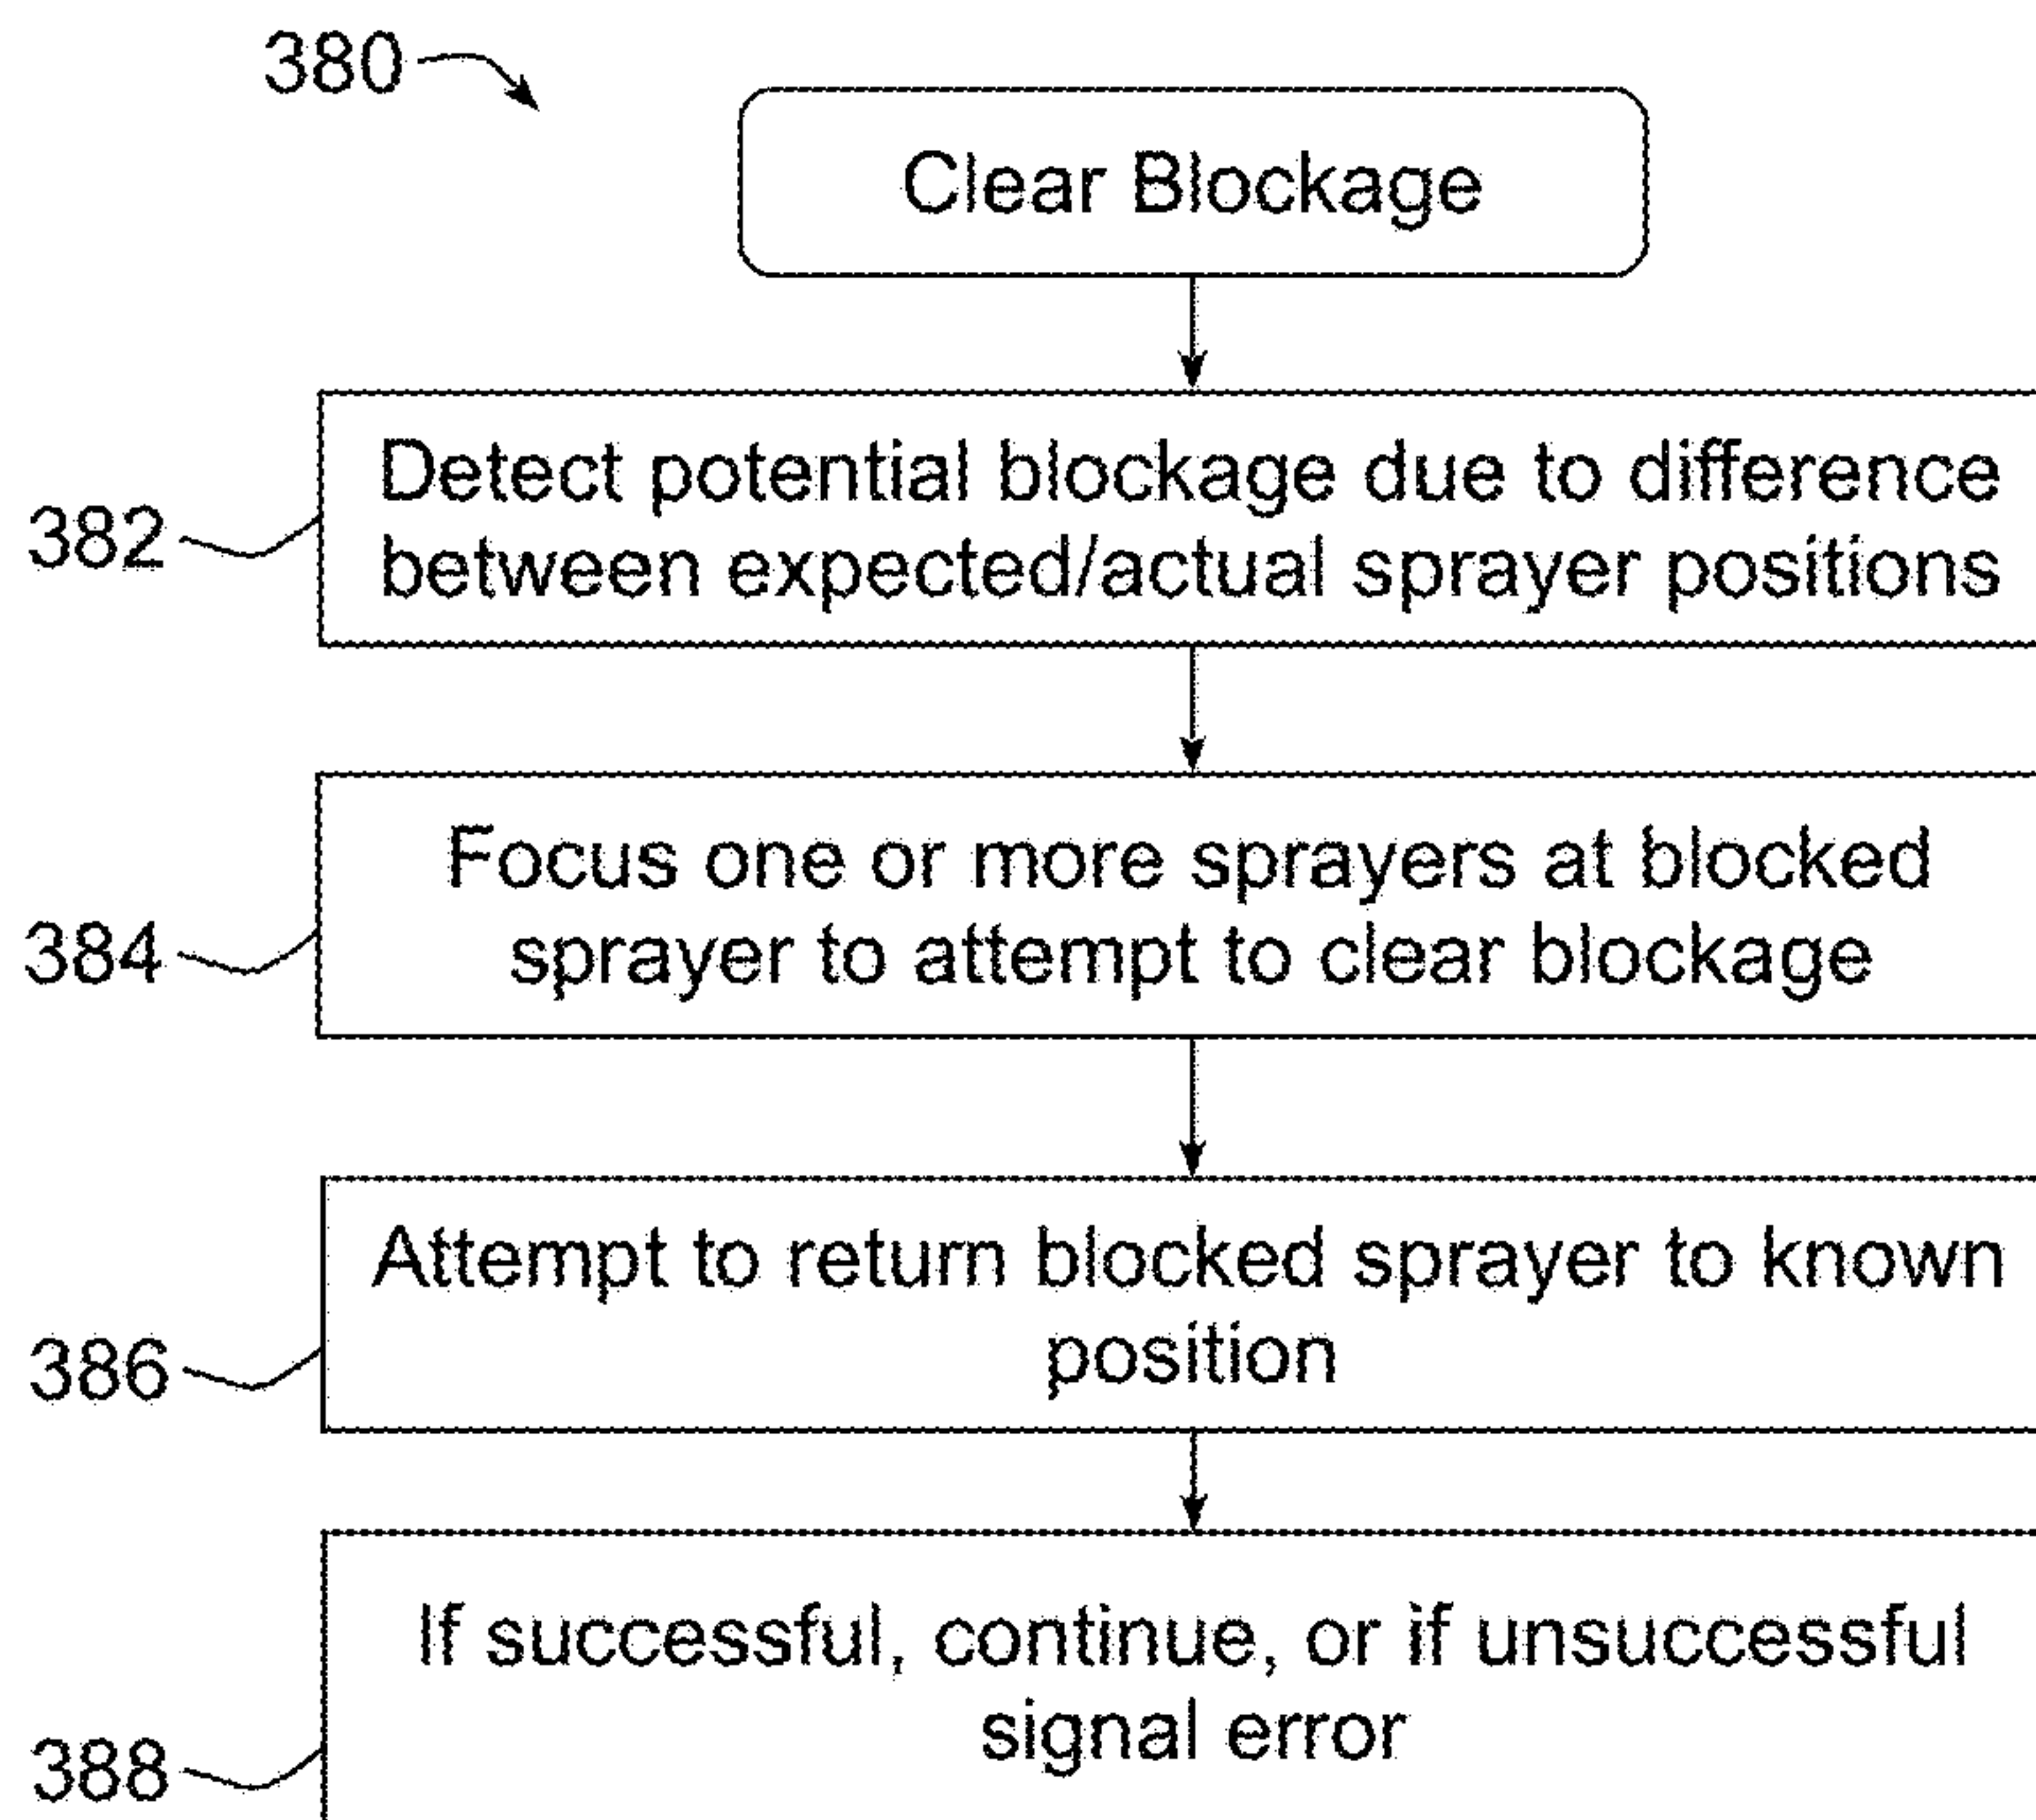 380
Clear Blockage
Detect potential blockage due to difference
between expected/actual sprayer positions
382
Focus one or more sprayers at blocked
sprayer to attempt to clear blockage
384
Attempt to return blocked sprayer to known
position
386
If successful, continue, or if unsuccessful
signal error
388